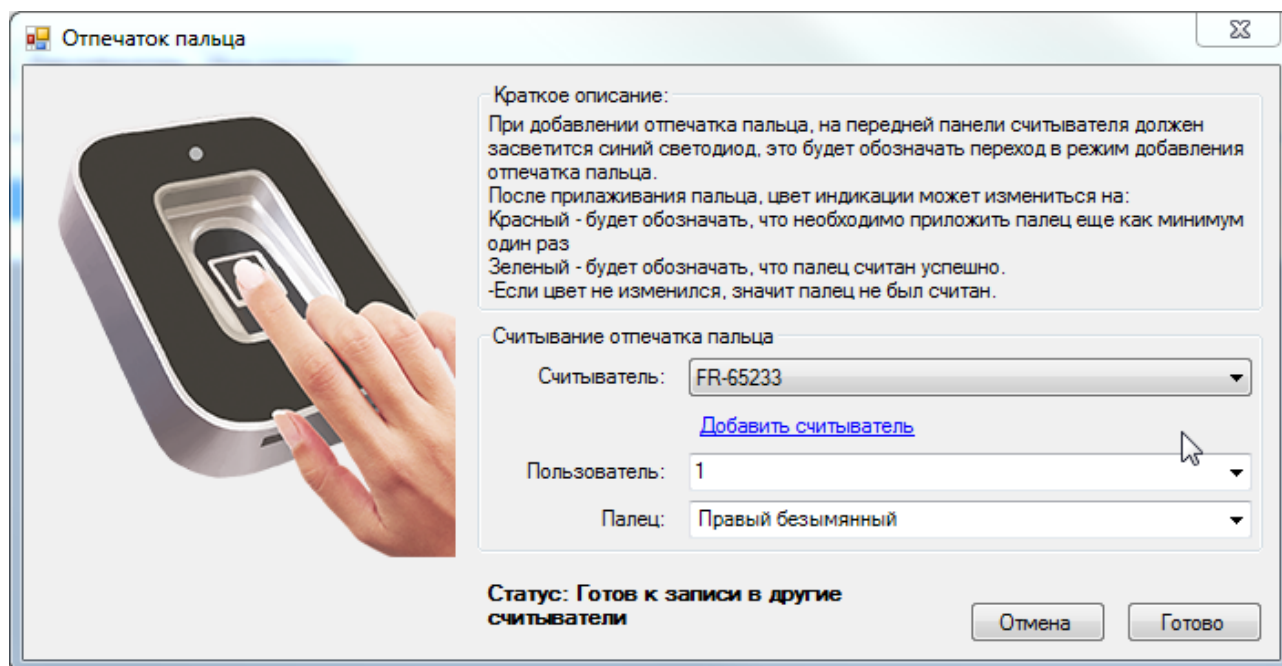 Отпечаток пальца
Краткое описание:
При добавлении отпечатка пальца, на передней панели считывателя должен
засветится синий светодиод, это будет обозначать переход в режим добавления
отпечатка пальца.
После прилаживания пальца, цвет индикации может измениться на:
Красный - будет обозначать, что необходимо приложить палец еще как минимум
один раз
Зеленый - будет обозначать, что палец считан успешно.
-Если цвет не изменился, значит палец не был считан.
Считывание отпечатка пальца
Считыватель: FR-65233
Добавить считыватель
Пользователь: 1
Палец: Правый безымянный
Статус: Готов к записи в другие
считыватели
Отмена Готово